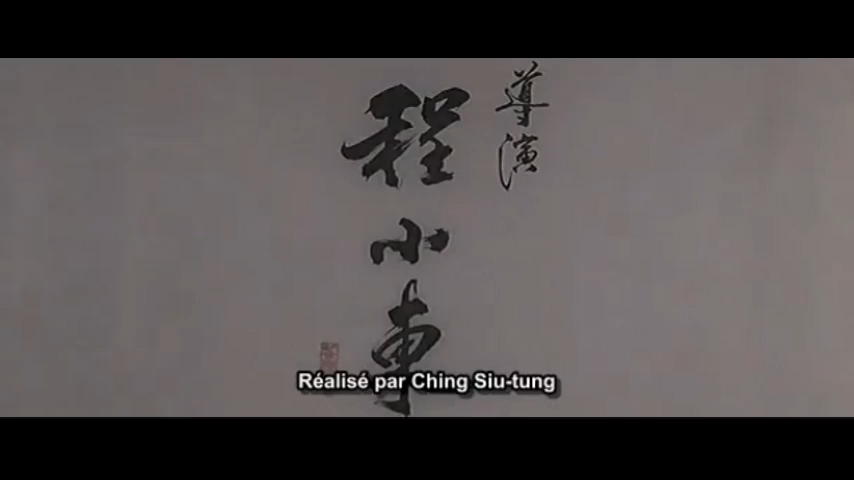 導演
程小東
Réalisé par Ching Siu-tung